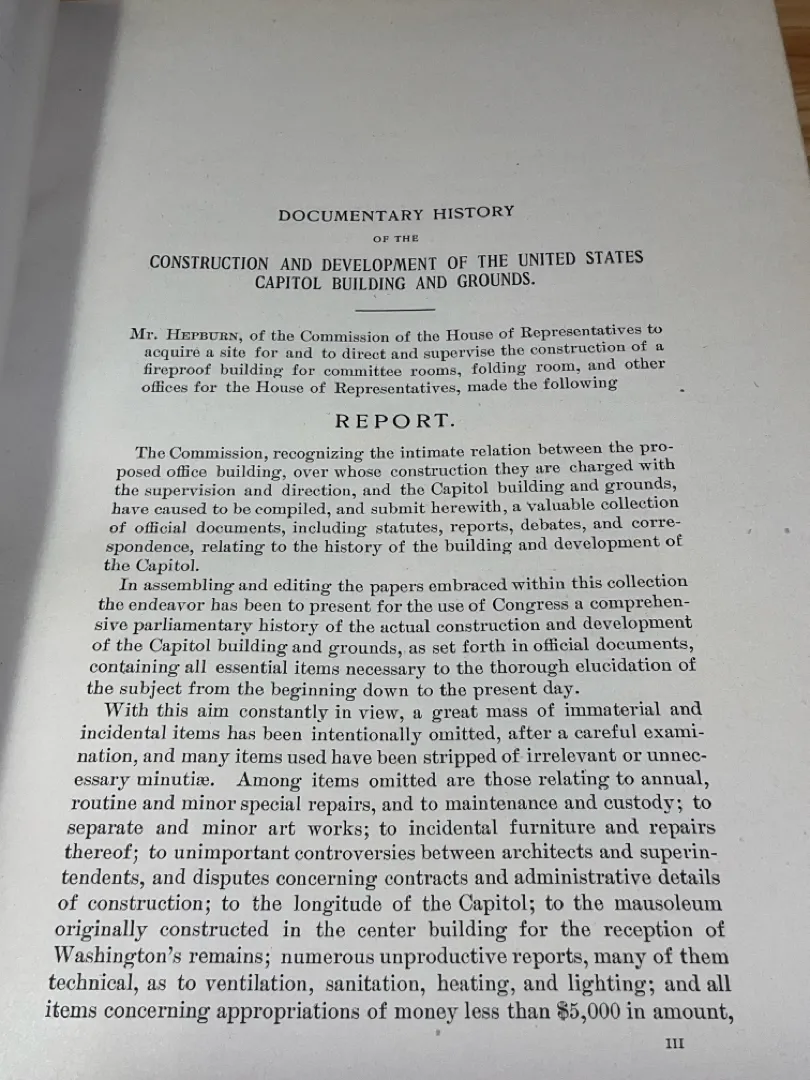 DOCUMENTARY HISTORY
OF THE
CONSTRUCTION AND DEVELOPMENT OF THE UNITED STATES
CAPITOL BUILDING AND GROUNDS.
Mr. HEPBURN, of the Commission of the House of Representatives to
acquire a site for and to direct and supervise the construction of a
fireproof building for committee rooms, folding room, and other
offices for the House of Representatives, made the following
REPORT.
The Commission, recognizing the intimate relation between the pro-
posed office building, over whose construction they are charged with
the supervision and direction, and the Capitol building and grounds,
have caused to be compiled, and submit herewith, a valuable collection
of official documents, including statutes, reports, debates, and corre-
spondence, relating to the history of the building and development of
the Capitol.
In assembling and editing the papers embraced within this collection
the endeavor has been to present for the use of Congress a comprehen-
sive parliamentary history of the actual construction and development
of the Capitol building and grounds, as set forth in official documents,
containing all essential items necessary to the thorough elucidation of
the subject from the beginning down to the present day.
With this aim constantly in view, a great mass of immaterial and
incidental items has been intentionally omitted, after a careful exami-
nation, and many items used have been stripped of irrelevant or unnec-
essary minutiæ. Among items omitted are those relating to annual,
routine and minor special repairs, and to maintenance and custody; to
separate and minor art works; to incidental furniture and repairs
thereof; to unimportant controversies between architects and superin-
tendents, and disputes concerning contracts and administrative details
of construction; to the longitude of the Capitol; to the mausoleum
originally constructed in the center building for the reception of
Washington's remains; numerous unproductive reports, many of them
technical, as to ventilation, sanitation, heating, and lighting; and all
items concerning appropriations of money less than $5,000 in amount,
III